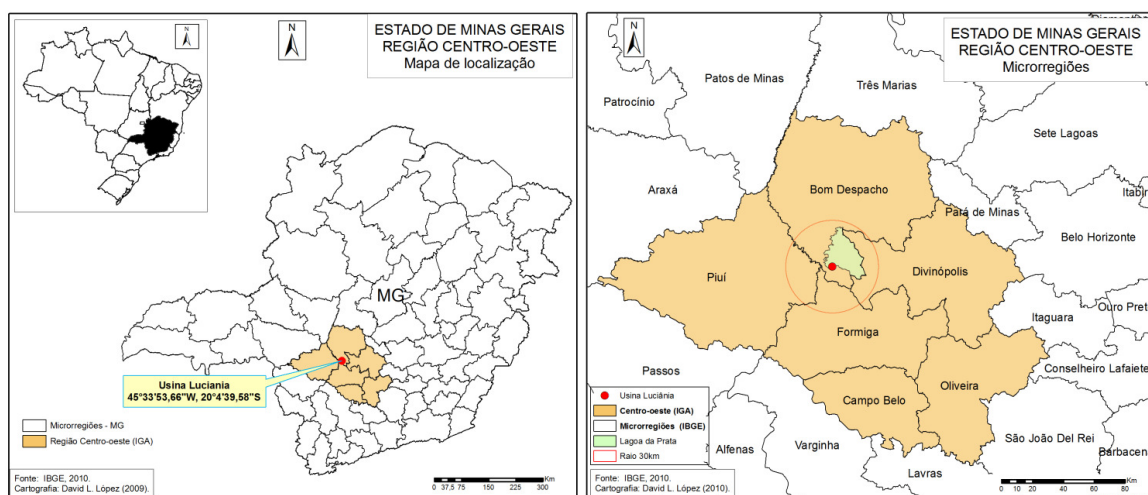 N
N
ESTADO DE MINAS GERAIS
REGIÃO CENTRO-OESTE
Mapa de localização
MG
Usina Luciania
45°33'53,66"W, 20°4'39,58"S
Microrregiões - MG
Região Centro-oeste (IGA)
Fonte: IBGE, 2010.
Cartografia: David L. López (2009).
Km
0 37,5 75 150 225 300
N
ESTADO DE MINAS GERAIS
REGIÃO CENTRO-OESTE
Microrregiões
Patos de Minas
Três Marias
Patrocínio
Sete Lagoas
Araxá
Bom Despacho
Itabir
Pará de Minas
Belo Horizonte
Piuí
Divinópolis
Ouro Pret
Itaguara
Formiga
Passos
Conselheiro Lafaiete
Oliveira
Campo Belo
São João Del Rei
Alfenas
Varginha
Barbacena
Lavras
Usina Luciânia
Centro-oeste (IGA)
Microrregiões (IBGE)
Lagoa da Prata
Raio 30km
Fonte: IBGE, 2010.
Cartografia: David L. López (2010).
Km
0 10 20 40 60 80